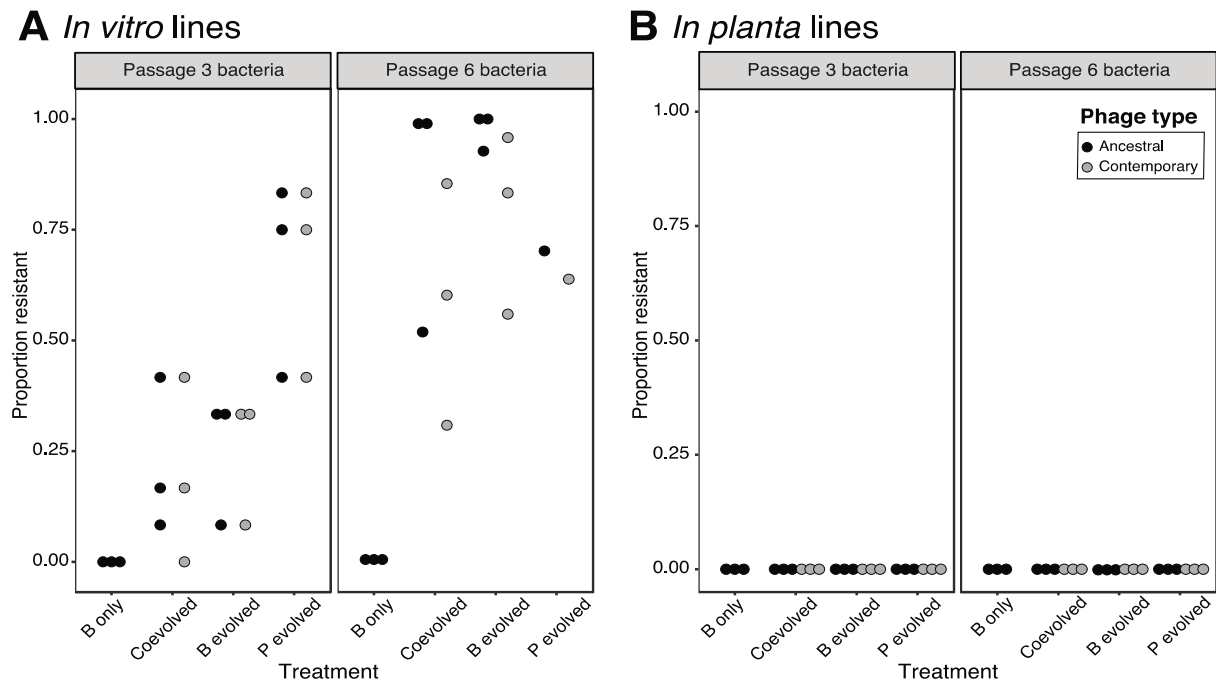 A In vitro lines
Passage 3 bacteria
Passage 6 bacteria
Proportion resistant
1.00
0.75
0.50
0.25
0.00
B only
Coevolved
B evolved
P evolved
B only
Coevolved
B evolved
P evolved
Treatment
B In planta lines
Passage 3 bacteria
Passage 6 bacteria
Proportion resistant
1.00
0.75
0.50
0.25
0.00
Phage type
Ancestral
Contemporary
B only
Coevolved
B evolved
P evolved
B only
Coevolved
B evolved
P evolved
Treatment